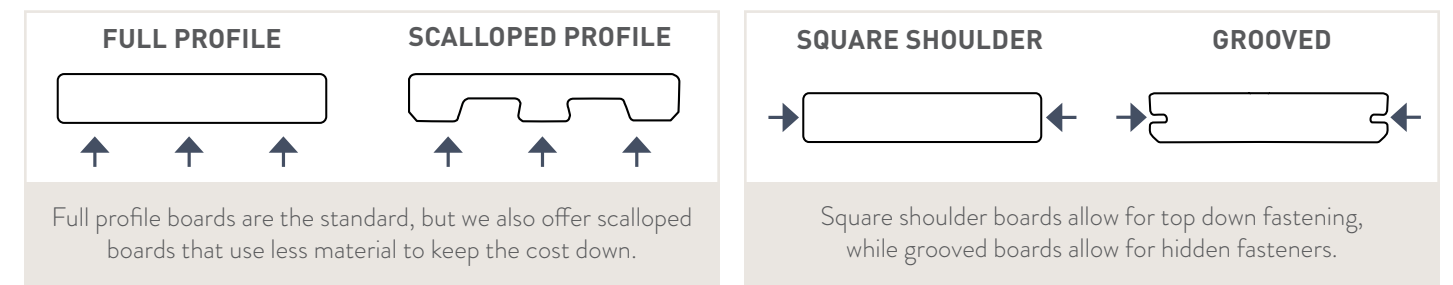 FULL PROFILE
SCALLOPED PROFILE
Full profile boards are the standard, but we also offer scalloped
boards that use less material to keep the cost down.
SQUARE SHOULDER
GROOVED
Square shoulder boards allow for top down fastening,
while grooved boards allow for hidden fasteners.